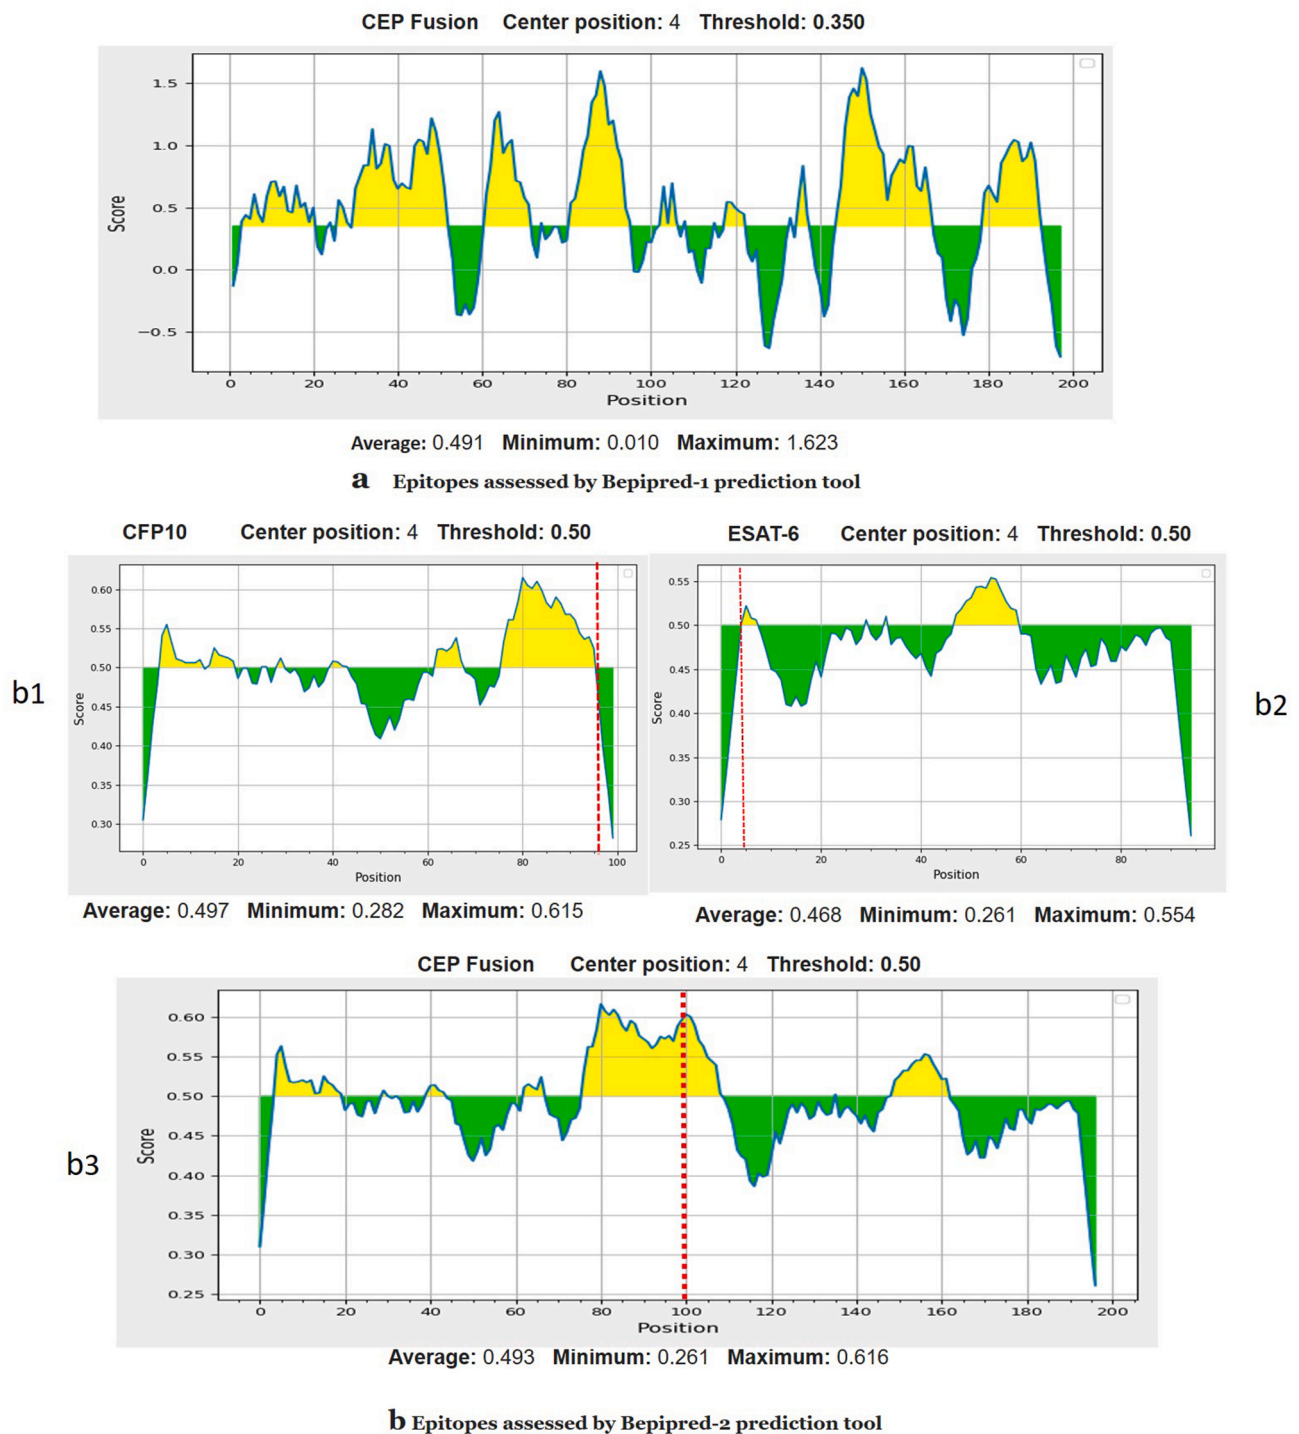 CEP Fusion Center position: 4 Threshold: 0.350
Score
1.5
1.0
0.5
0.0
−0.5
0 20 40 60 80 100 120 140 160 180 200
Position
Average: 0.491 Minimum: 0.010 Maximum: 1.623
a Epitopes assessed by Bepipred-1 prediction tool
CFP10 Center position: 4 Threshold: 0.50
b1
Score
0.60
0.55
0.50
0.45
0.40
0.35
0.30
0 20 40 60 80 100
Position
Average: 0.497 Minimum: 0.282 Maximum: 0.615
ESAT-6 Center position: 4 Threshold: 0.50
b2
Score
0.55
0.50
0.45
0.40
0.35
0.30
0.25
0 20 40 60 80
Position
Average: 0.468 Minimum: 0.261 Maximum: 0.554
CEP Fusion Center position: 4 Threshold: 0.50
b3
Score
0.60
0.55
0.50
0.45
0.40
0.35
0.30
0.25
0 20 40 60 80 100 120 140 160 180 200
Position
Average: 0.493 Minimum: 0.261 Maximum: 0.616
b Epitopes assessed by Bepipred-2 prediction tool